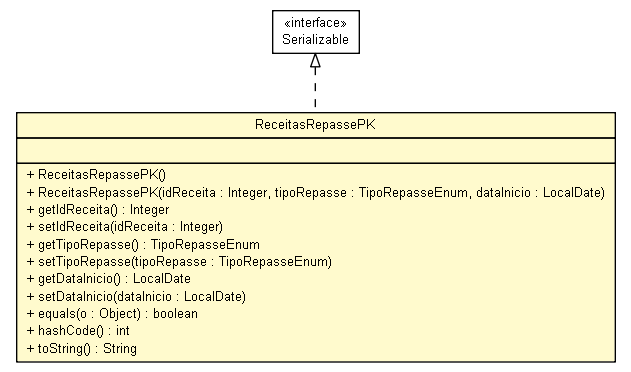 «interface»
Serializable
ReceitasRepassePK
+ ReceitasRepassePK()
+ ReceitasRepassePK(idReceita : Integer, tipoRepasse : TipoRepasseEnum, dataInicio : LocalDate)
+ getIdReceita() : Integer
+ setIdReceita(idReceita : Integer)
+ getTipoRepasse() : TipoRepasseEnum
+ setTipoRepasse(tipoRepasse : TipoRepasseEnum)
+ getDataInicio() : LocalDate
+ setDataInicio(dataInicio : LocalDate)
+ equals(o : Object) : boolean
+ hashCode() : int
+ toString() : String